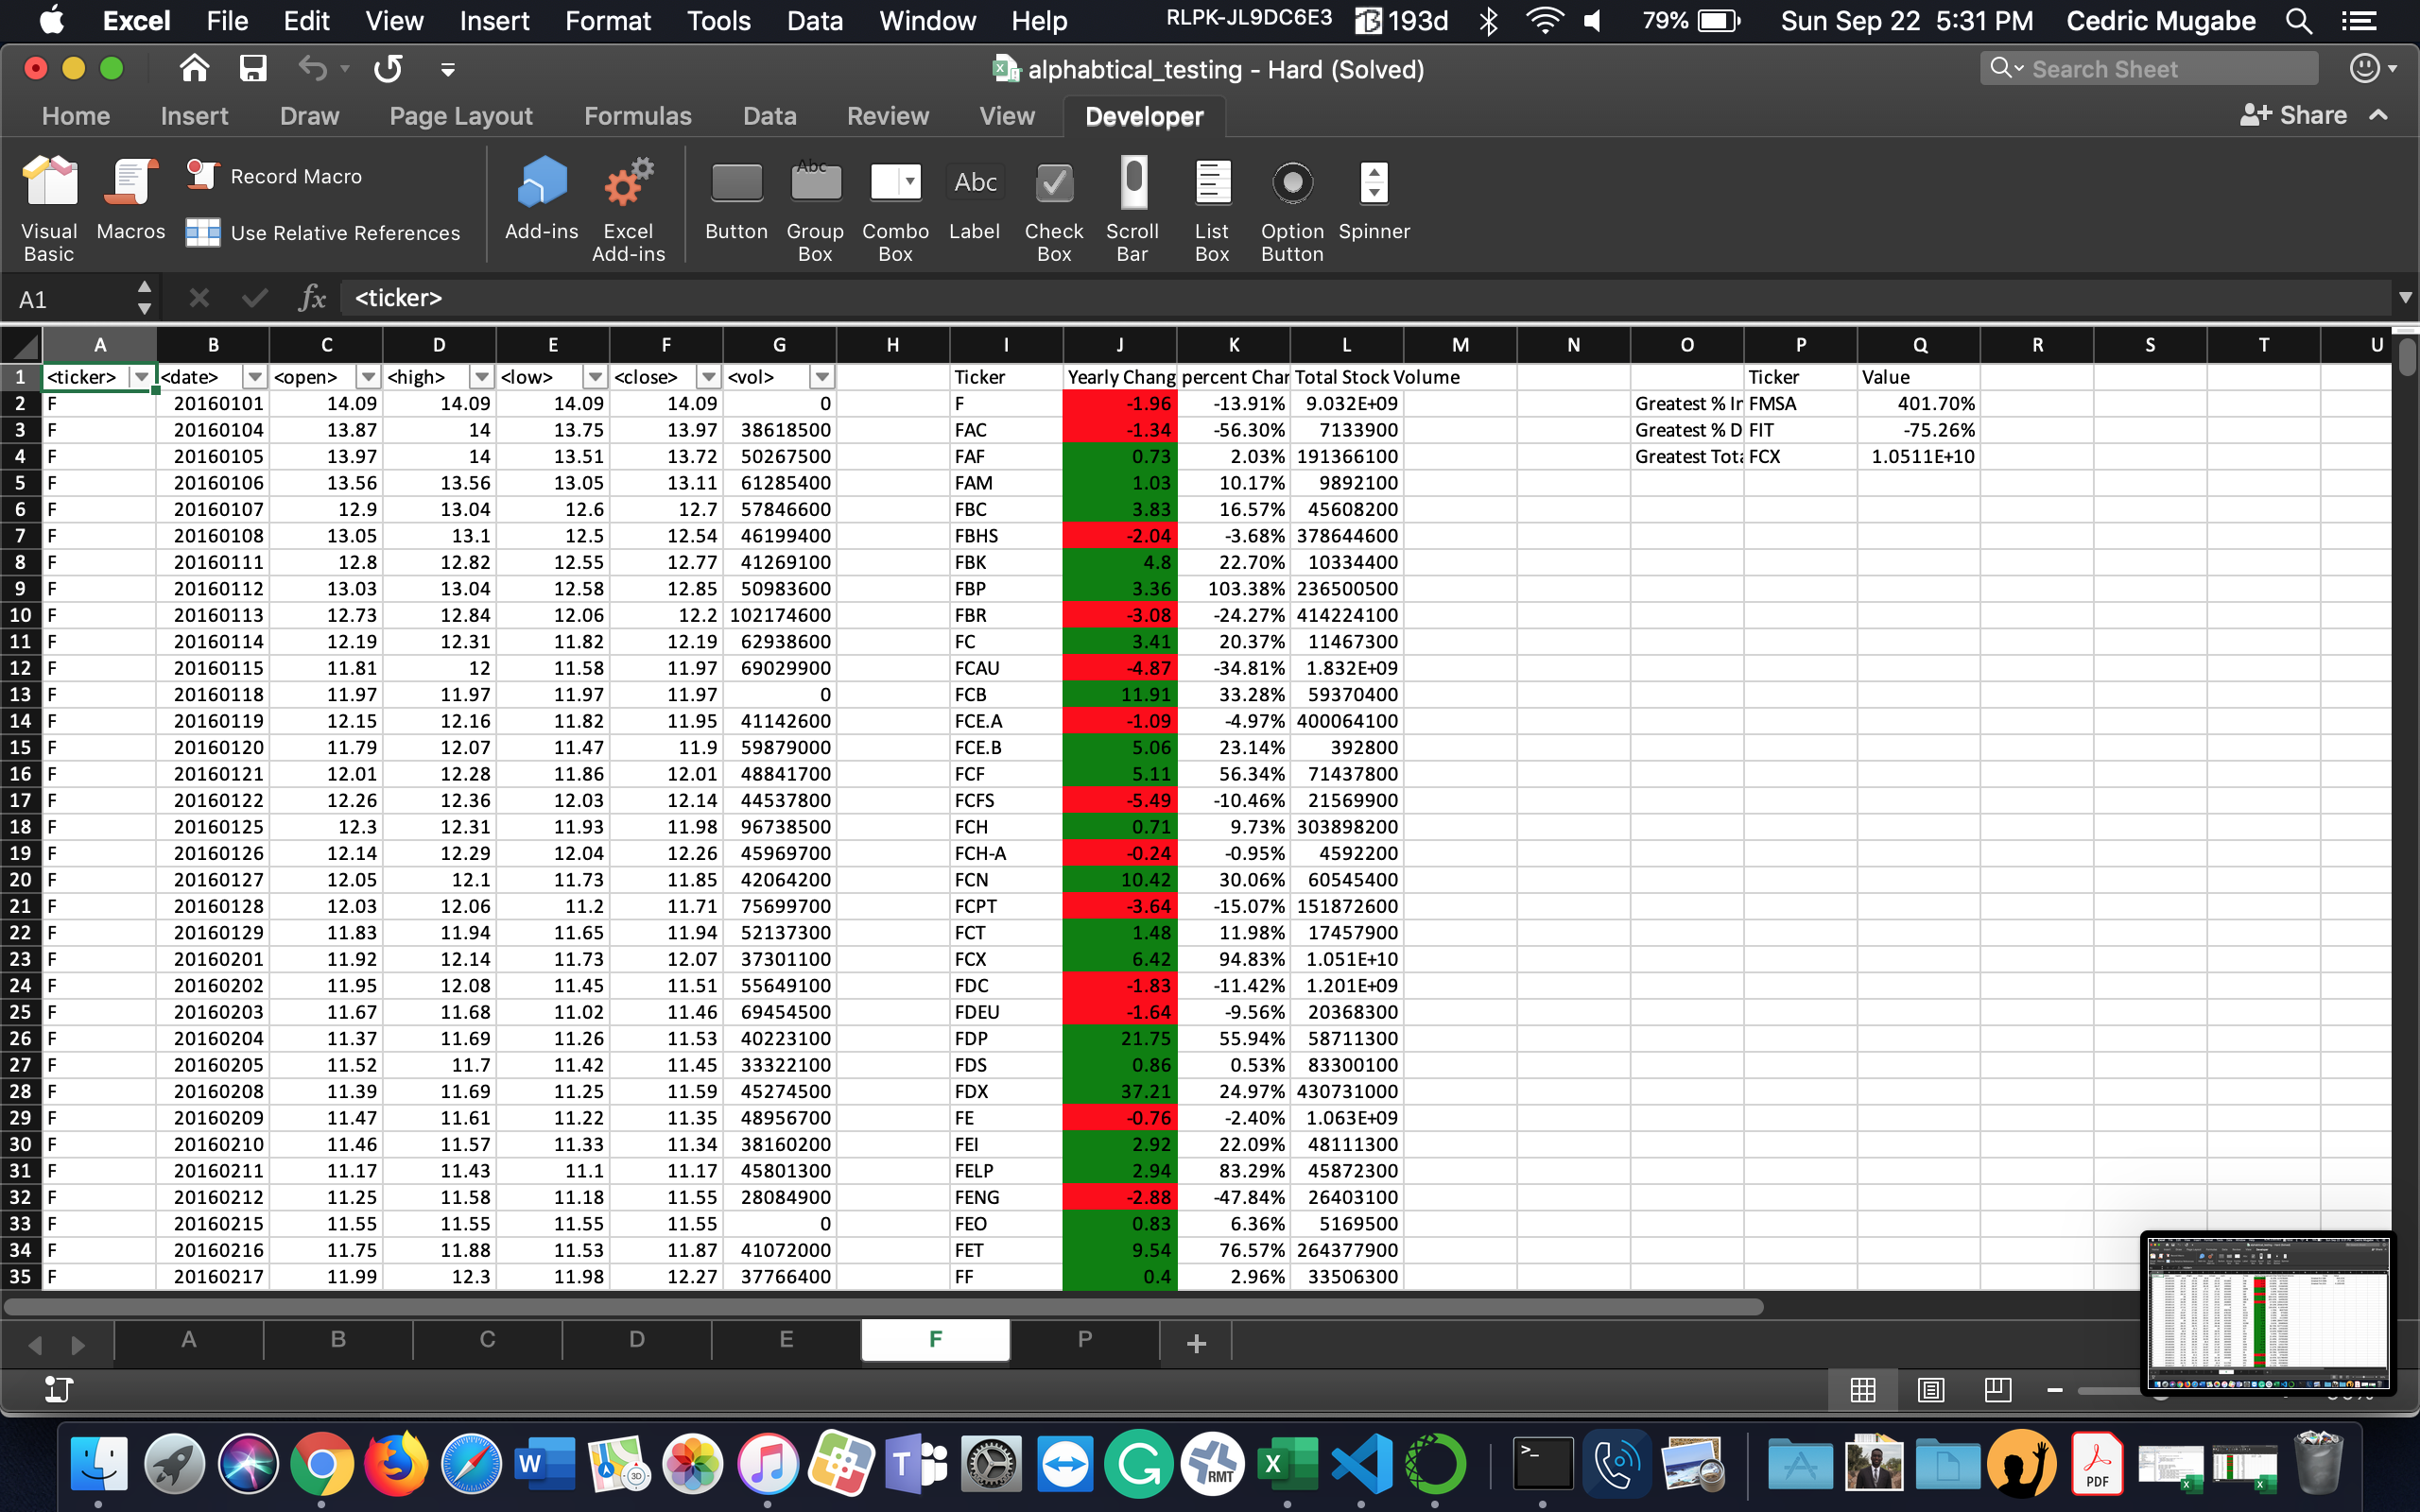 Excel File Edit View Insert Format Tools Data Window Help RLPK-JL9DC6E3 193d 79% Sun Sep 22 5:31 PM Cedric Mugabe
alphabtical_testing - Hard (Solved) Search Sheet
Home Insert Draw Page Layout Formulas Data Review View Developer Share
Visual Basic Macros Record Macro Use Relative References Add-ins Excel Add-ins Button Abc Group Box Combo Box Abc Label Check Box Scroll Bar List Box Option Button Spinner
A1 fx <ticker>
A B C D E F G H I J K L M N O P Q R S T U
1 <ticker> <date> <open> <high> <low> <close> <vol> Ticker Yearly Chang percent Char Total Stock Volume Ticker Value
2 F 20160101 14.09 14.09 14.09 14.09 0 F -1.96 -13.91% 9.032E+09 Greatest % Ir FMSA 401.70%
3 F 20160104 13.87 14 13.75 13.97 38618500 FAC -1.34 -56.30% 7133900 Greatest % D FIT -75.26%
4 F 20160105 13.97 14 13.51 13.72 50267500 FAF 0.73 2.03% 191366100 Greatest Tota FCX 1.0511E+10
5 F 20160106 13.56 13.56 13.05 13.11 61285400 FAM 1.03 10.17% 9892100
6 F 20160107 12.9 13.04 12.6 12.7 57846600 FBC 3.83 16.57% 45608200
7 F 20160108 13.05 13.1 12.5 12.54 46199400 FBHS -2.04 -3.68% 378644600
8 F 20160111 12.8 12.82 12.55 12.77 41269100 FBK 4.8 22.70% 10334400
9 F 20160112 13.03 13.04 12.58 12.85 50983600 FBP 3.36 103.38% 236500500
10 F 20160113 12.73 12.84 12.06 12.2 102174600 FBR -3.08 -24.27% 414224100
11 F 20160114 12.19 12.31 11.82 12.19 62938600 FC 3.41 20.37% 11467300
12 F 20160115 11.81 12 11.58 11.97 69029900 FCAU -4.87 -34.81% 1.832E+09
13 F 20160118 11.97 11.97 11.97 11.97 0 FCB 11.91 33.28% 59370400
14 F 20160119 12.15 12.16 11.82 11.95 41142600 FCE.A -1.09 -4.97% 400064100
15 F 20160120 11.79 12.07 11.47 11.9 59879000 FCE.B 5.06 23.14% 392800
16 F 20160121 12.01 12.28 11.86 12.01 48841700 FCF 5.11 56.34% 71437800
17 F 20160122 12.26 12.36 12.03 12.14 44537800 FCFS -5.49 -10.46% 21569900
18 F 20160125 12.3 12.31 11.93 11.98 96738500 FCH 0.71 9.73% 303898200
19 F 20160126 12.14 12.29 12.04 12.26 45969700 FCH-A -0.24 -0.95% 4592200
20 F 20160127 12.05 12.1 11.73 11.85 42064200 FCN 10.42 30.06% 60545400
21 F 20160128 12.03 12.06 11.2 11.71 75699700 FCPT -3.64 -15.07% 151872600
22 F 20160129 11.83 11.94 11.65 11.94 52137300 FCT 1.48 11.98% 17457900
23 F 20160201 11.92 12.14 11.73 12.07 37301100 FCX 6.42 94.83% 1.051E+10
24 F 20160202 11.95 12.08 11.45 11.51 55649100 FDC -1.83 -11.42% 1.201E+09
25 F 20160203 11.67 11.68 11.02 11.46 69454500 FDEU -1.64 -9.56% 20368300
26 F 20160204 11.37 11.69 11.26 11.53 40223100 FDP 21.75 55.94% 58711300
27 F 20160205 11.52 11.7 11.42 11.45 33322100 FDS 0.86 0.53% 83300100
28 F 20160208 11.39 11.69 11.25 11.59 45274500 FDX 37.21 24.97% 430731000
29 F 20160209 11.47 11.61 11.22 11.35 48956700 FE -0.76 -2.40% 1.063E+09
30 F 20160210 11.46 11.57 11.33 11.34 38160200 FEI 2.92 22.09% 48111300
31 F 20160211 11.17 11.43 11.1 11.17 45801300 FELP 2.94 83.29% 45872300
32 F 20160212 11.25 11.58 11.18 11.55 28084900 FENG -2.88 -47.84% 26403100
33 F 20160215 11.55 11.55 11.55 11.55 0 FEO 0.83 6.36% 5169500
34 F 20160216 11.75 11.88 11.53 11.87 41072000 FET 9.54 76.57% 264377900
35 F 20160217 11.99 12.3 11.98 12.27 37766400 FF 0.4 2.96% 33506300
A B C D E F P
W 3D T G RMT X >_ PDF